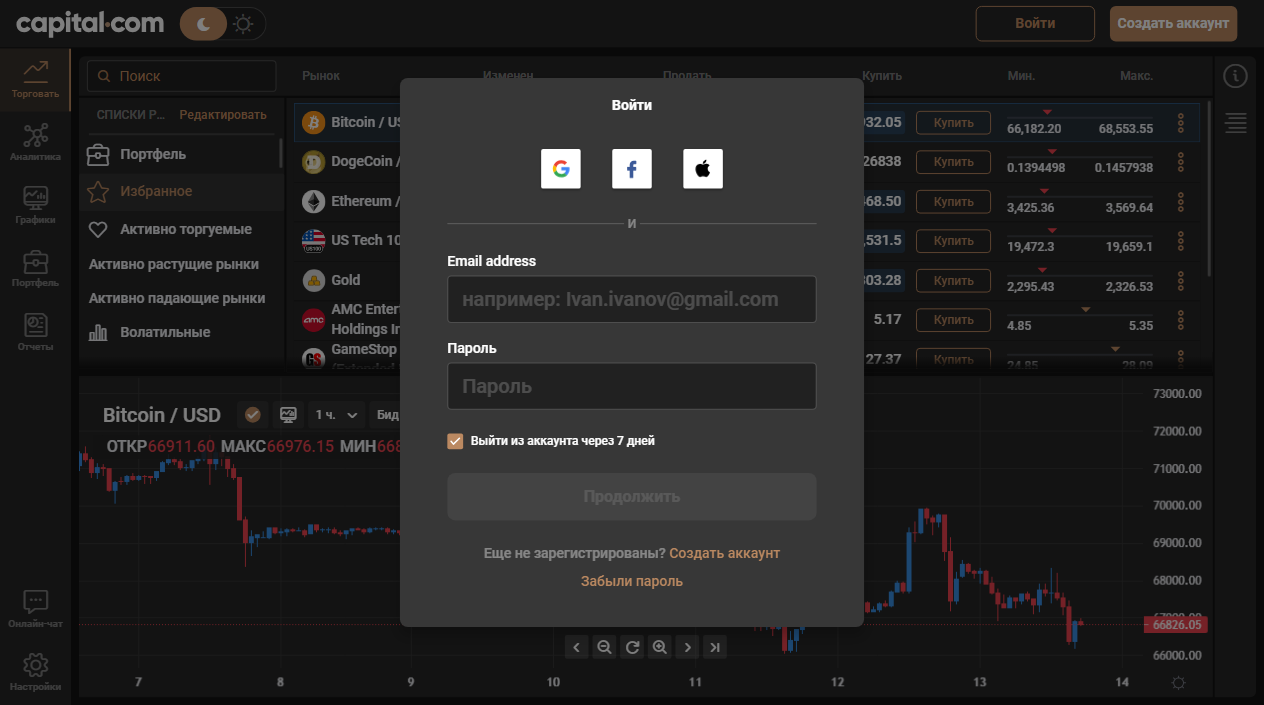 capital.com
Войти
Создать аккаунт
Торговать
Аналитика
Графики
Портфель
Отчеты
Онлайн-чат
Настройки
Поиск
СПИСКИ Р... Редактировать
Портфель
Избранное
Активно торгуемые
Активно растущие рынки
Активно падающие рынки
Волатильные
Рынок Изменен Продать Купить Мин. Макс.
Bitcoin / US 932.05 Купить 66,182.20 68,553.55
DogeCoin / 26838 Купить 0.1394498 0.1457938
Ethereum / 68.50 Купить 3,425.36 3,569.64
US Tech 10 ,531.5 Купить 19,472.3 19,659.1
Gold 303.28 Купить 2,295.43 2,326.53
AMC Enter
Holdings In 5.17 Купить 4.85 5.35
GameStop 27.37 Купить 24.85 28.09
(Extended
Войти
И
Email address
например: Ivan.ivanov@gmail.com
Пароль
Пароль
Выйти из аккаунта через 7 дней
Продолжить
Еще не зарегистрированы? Создать аккаунт
Забыли пароль
Bitcoin / USD 1 ч. Бид
ОТКР66911.60 МАКС66976.15 МИН668
73000.00
72000.00
71000.00
70000.00
69000.00
68000.00
67000.00
66826.05
66000.00
7 8 9 10 11 12 13 14